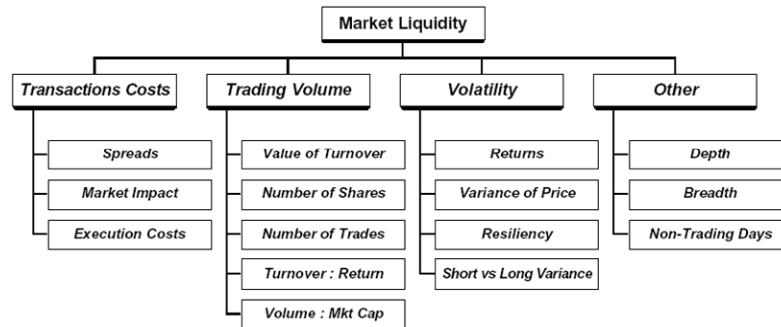 Market Liquidity
Transactions Costs
Trading Volume
Volatility
Other
Spreads
Market Impact
Execution Costs
Value of Turnover
Number of Shares
Number of Trades
Turnover : Return
Volume : Mkt Cap
Returns
Variance of Price
Resiliency
Short vs Long Variance
Depth
Breadth
Non-Trading Days